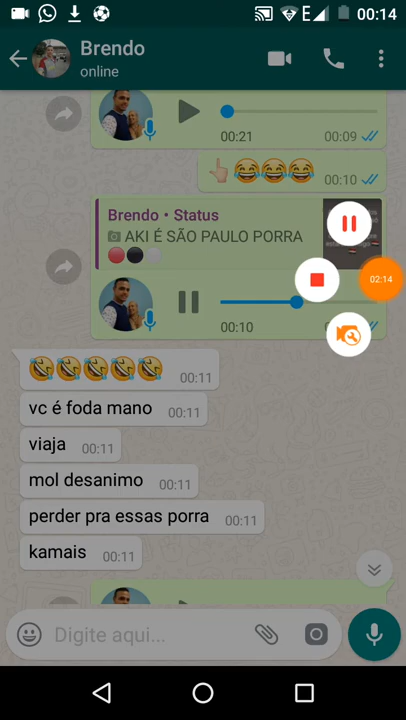 E 00:14
Brendo
online
00:21 00:09
00:10
Brendo • Status
AKI É SÃO PAULO PORRA
02:14
00:10
00:11
vc é foda mano 00:11
viaja 00:11
mol desanimo 00:11
perder pra essas porra 00:11
kamais 00:11
Digite aqui...